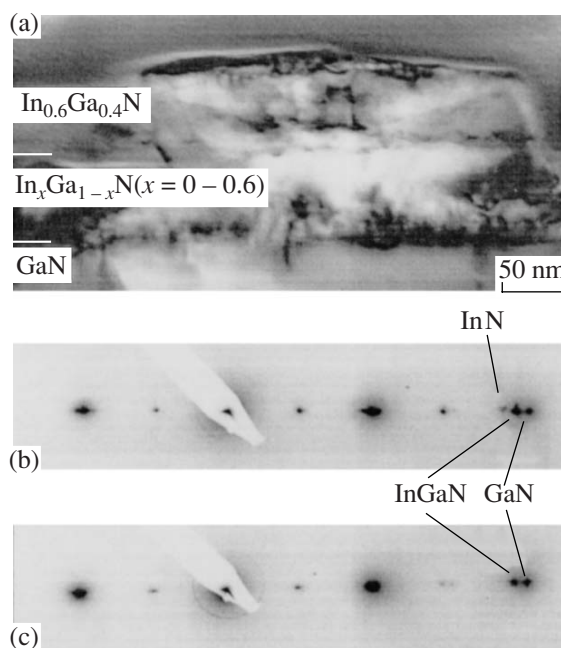 (a)
In₀.₆Ga₀.₄N
InₓGa₁₋ₓN(x = 0 – 0.6)
GaN
50 nm
InN
(b)
InGaN GaN
(c)